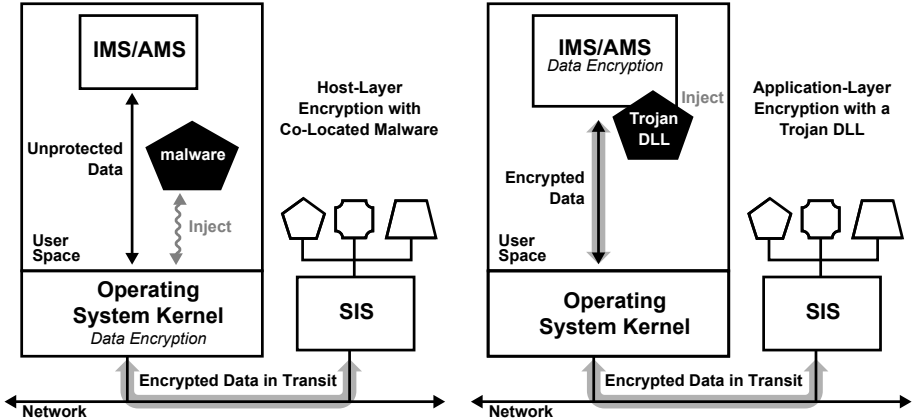 IMS/AMS
Unprotected
Data
malware
Inject
User
Space
Operating
System Kernel
Data Encryption
Host-Layer
Encryption with
Co-Located Malware
SIS
Encrypted Data in Transit
Network
IMS/AMS
Data Encryption
Inject
Trojan
DLL
Encrypted
Data
User
Space
Operating
System Kernel
Application-Layer
Encryption with a
Trojan DLL
SIS
Encrypted Data in Transit
Network